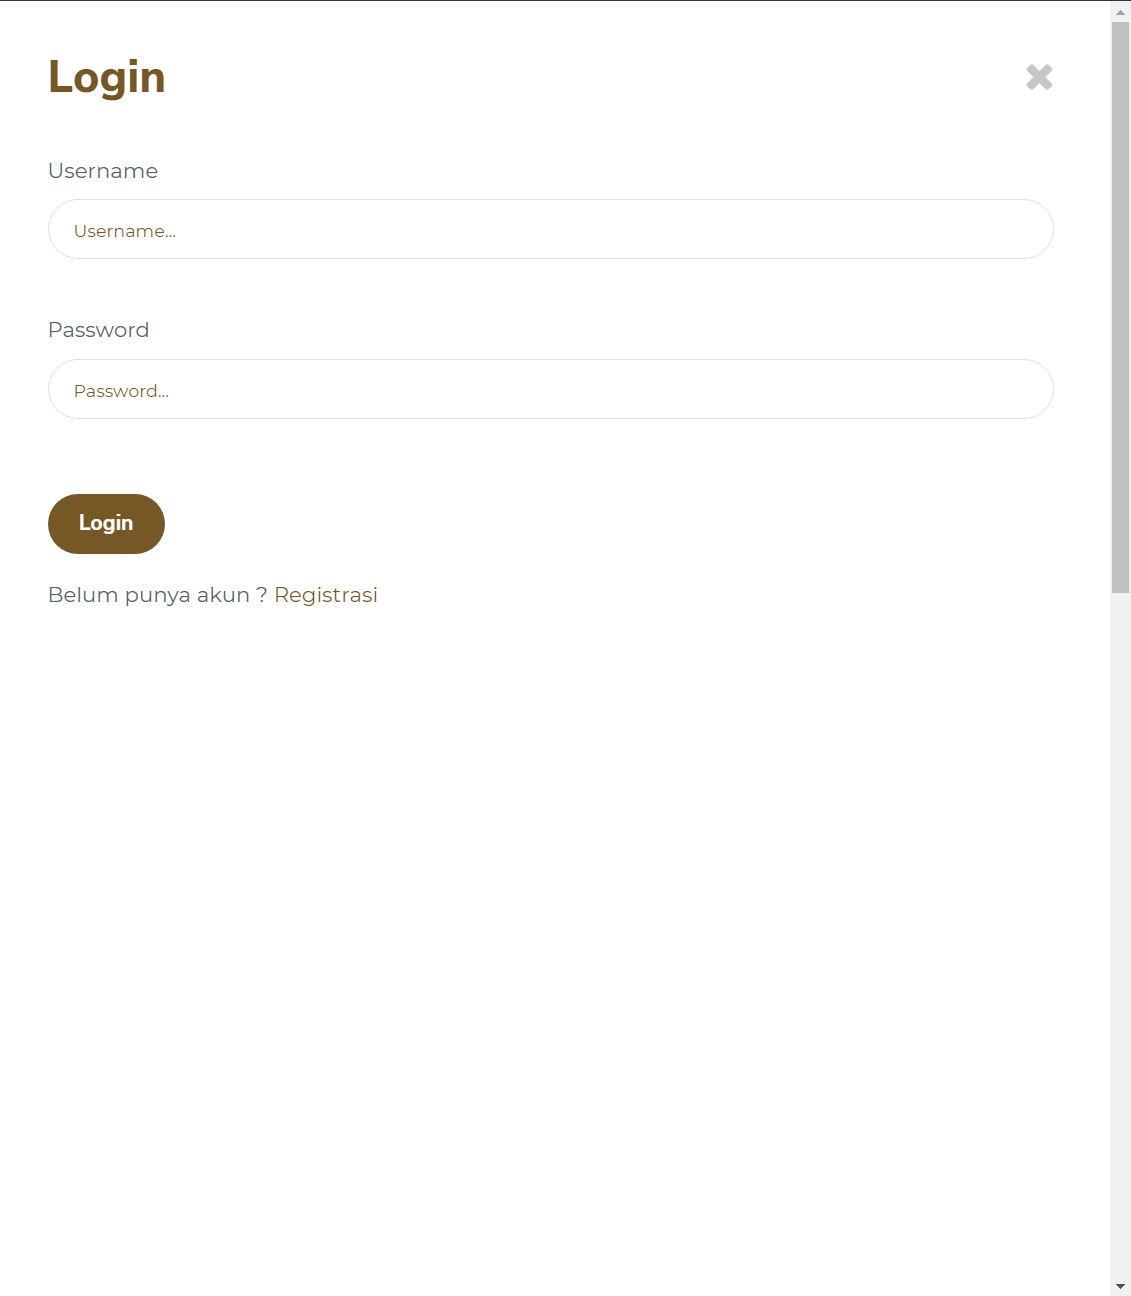 Login
Username
Username...
Password
Password...
Login
Belum punya akun ? Registrasi